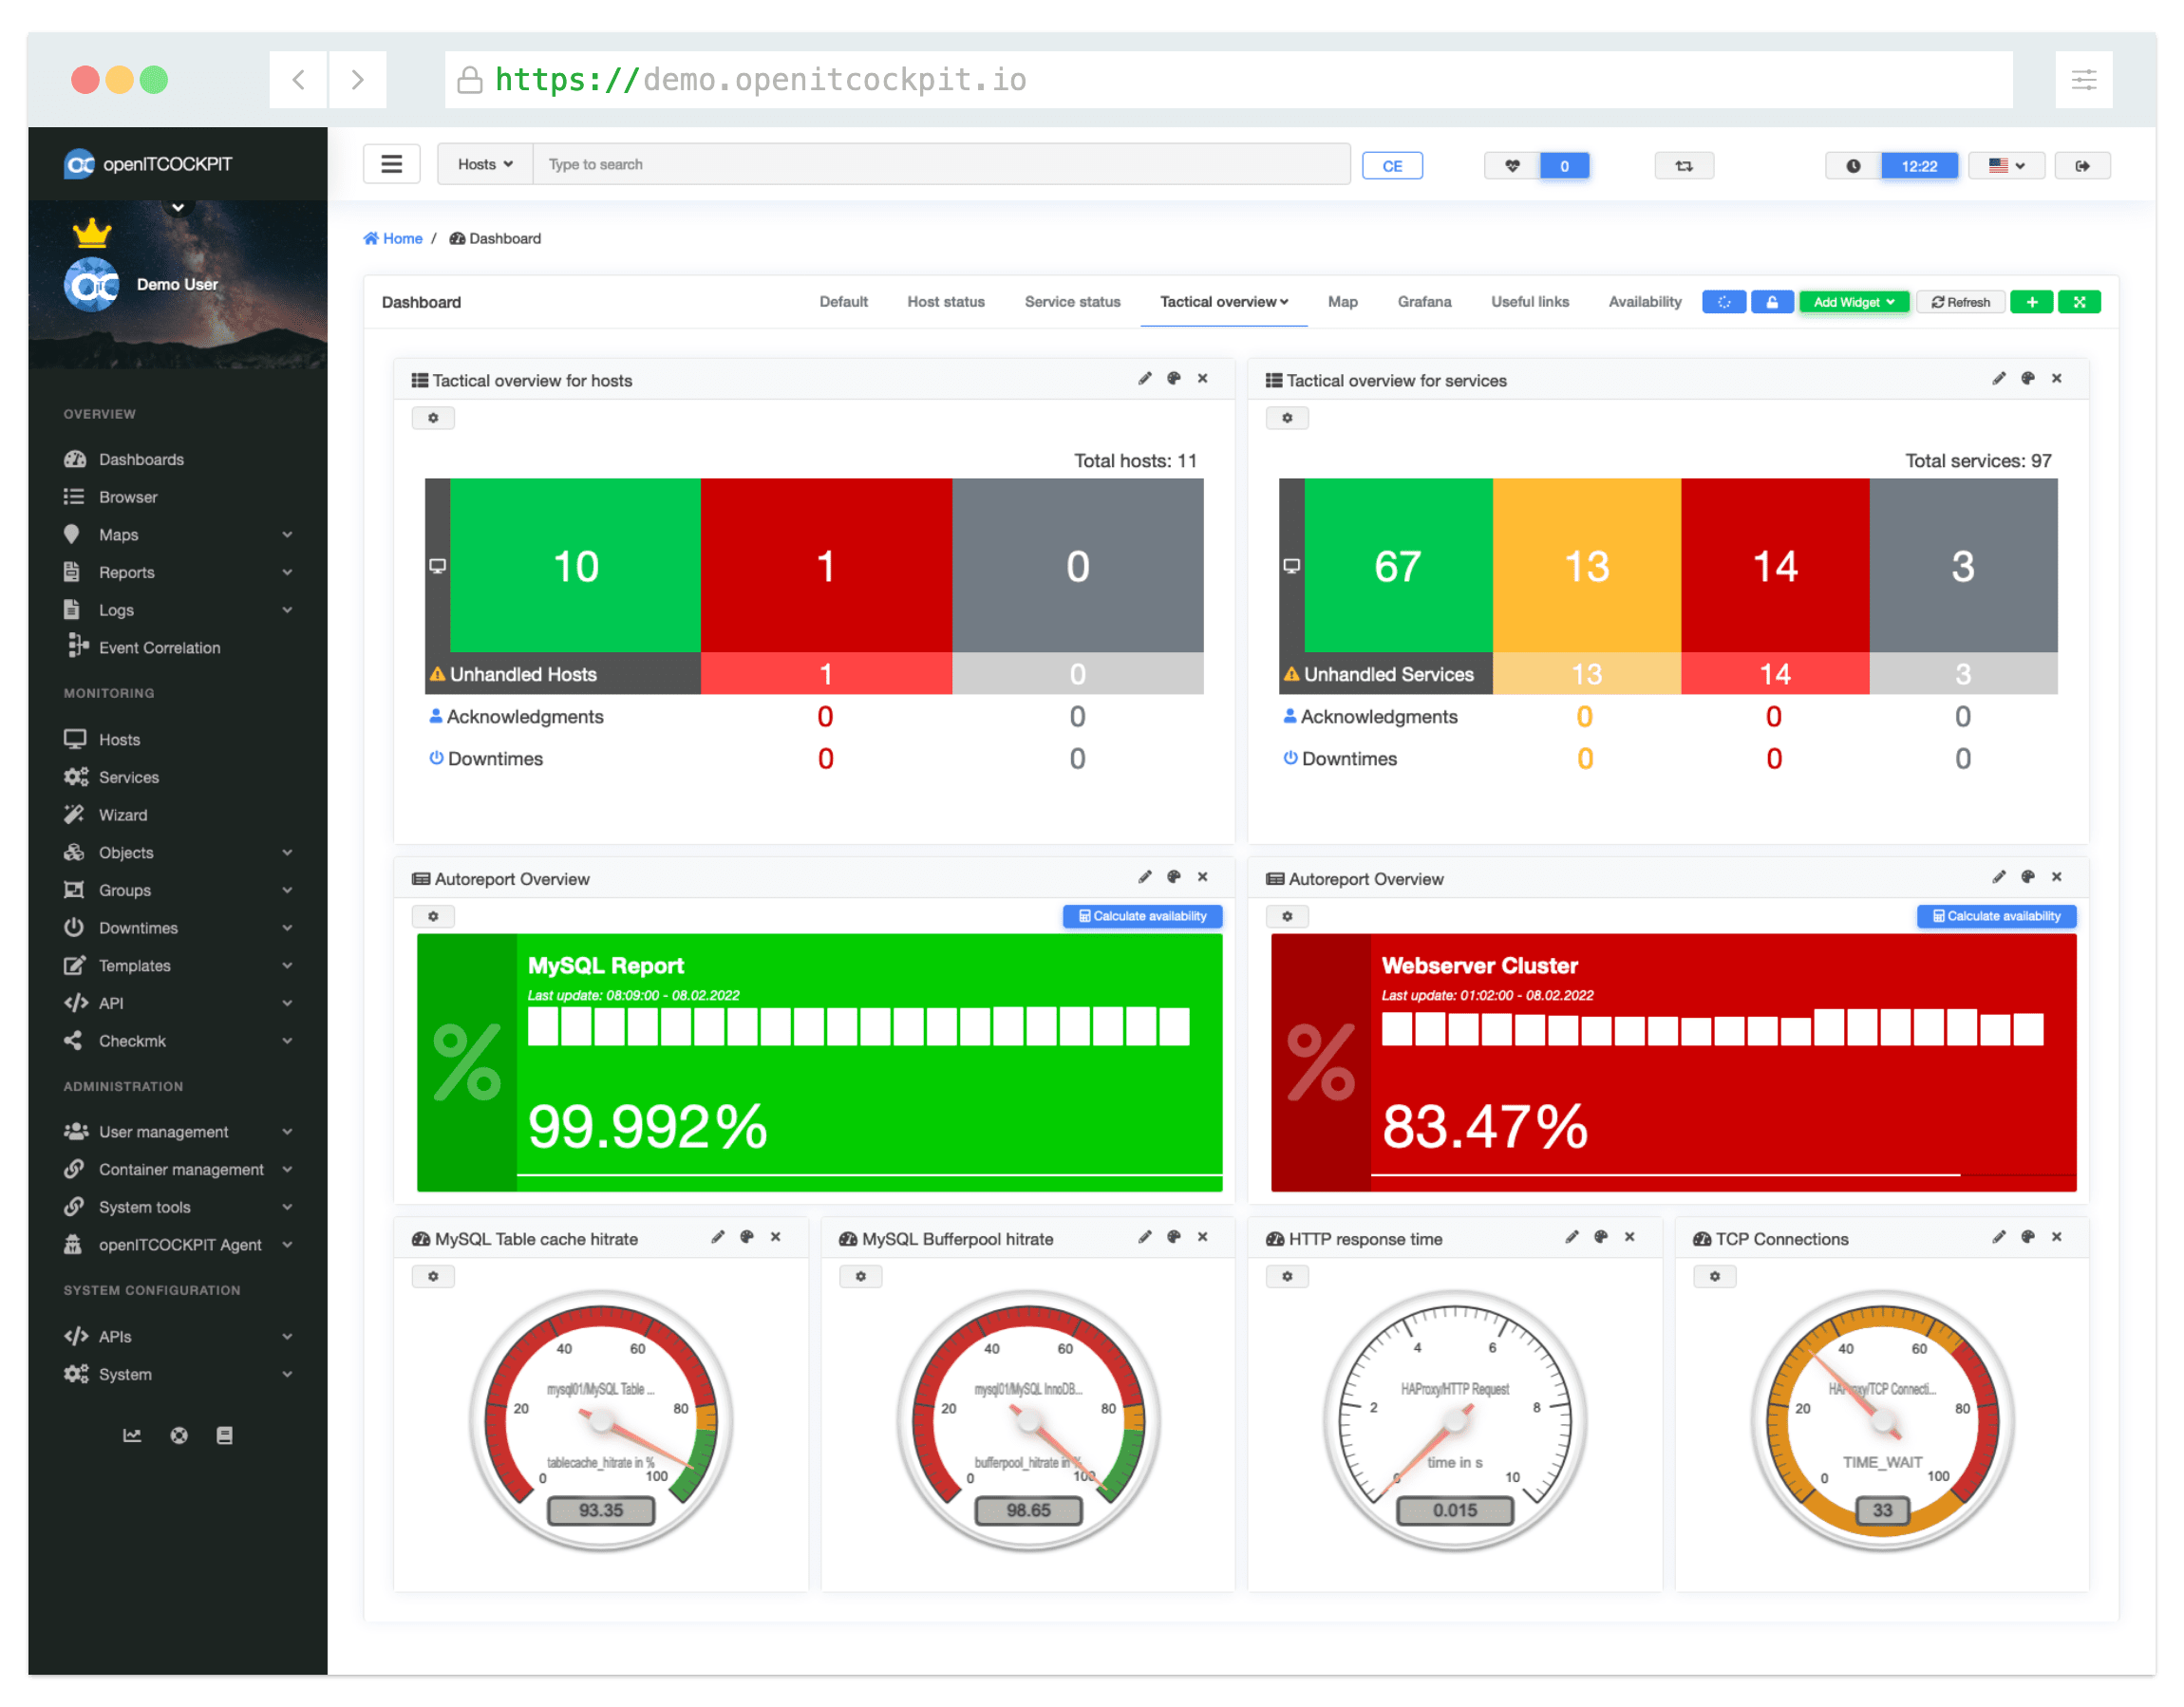 https://demo.openitcockpit.io
openITCOCKPIT
Hosts
Type to search
CE
0
12:22
Demo User
Home / Dashboard
Dashboard
Default
Host status
Service status
Tactical overview
Map
Grafana
Useful links
Availability
Add Widget
Refresh
OVERVIEW
Dashboards
Browser
Maps
Reports
Logs
Event Correlation
MONITORING
Hosts
Services
Wizard
Objects
Groups
Downtimes
Templates
API
Checkmk
ADMINISTRATION
User management
Container management
System tools
openITCOCKPIT Agent
SYSTEM CONFIGURATION
APIs
System
Tactical overview for hosts
Total hosts: 11
10 1 0
Unhandled Hosts 1 0
Acknowledgments 0 0
Downtimes 0 0
Tactical overview for services
Total services: 97
67 13 14 3
Unhandled Services 13 14 3
Acknowledgments 0 0 0
Downtimes 0 0 0
Autoreport Overview
Calculate availability
MySQL Report
Last update: 08:09:00 - 08.02.2022
%
99.992%
Autoreport Overview
Calculate availability
Webserver Cluster
Last update: 01:02:00 - 08.02.2022
%
83.47%
MySQL Table cache hitrate
40 60
mysql01/MySQL Table ...
20 80
tablecache_hitrate in %
0 100
93.35
MySQL Bufferpool hitrate
40 60
mysql01/MySQL InnoDB...
20 80
bufferpool_hitrate in %
0 100
98.65
HTTP response time
4 6
HAProxy/HTTP Request
2 8
time in s
0 10
0.015
TCP Connections
40 60
HAProxy/TCP Connecti...
20 80
TIME_WAIT
0 100
33